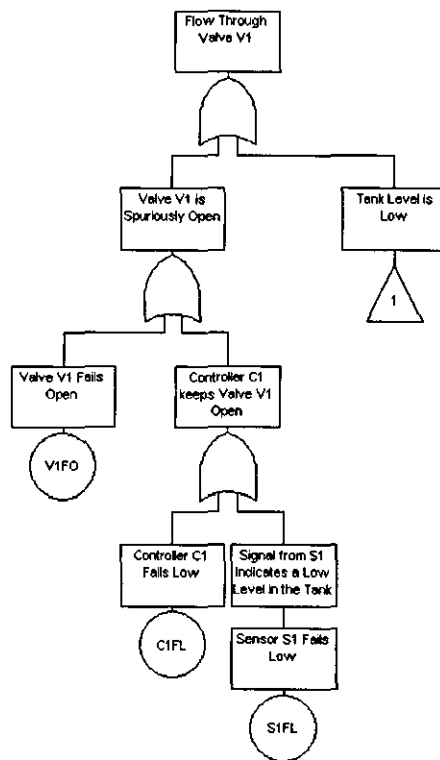 Flow Through
Valve V1
Valve V1 is
Spuriously Open
Tank Level is
Low
1
Valve V1 Fails
Open
Controller C1
keeps Valve V1
Open
V1FO
Controller C1
Fails Low
Signal from S1
Indicates a Low
Level in the Tank
C1FL
Sensor S1 Fails
Low
S1FL